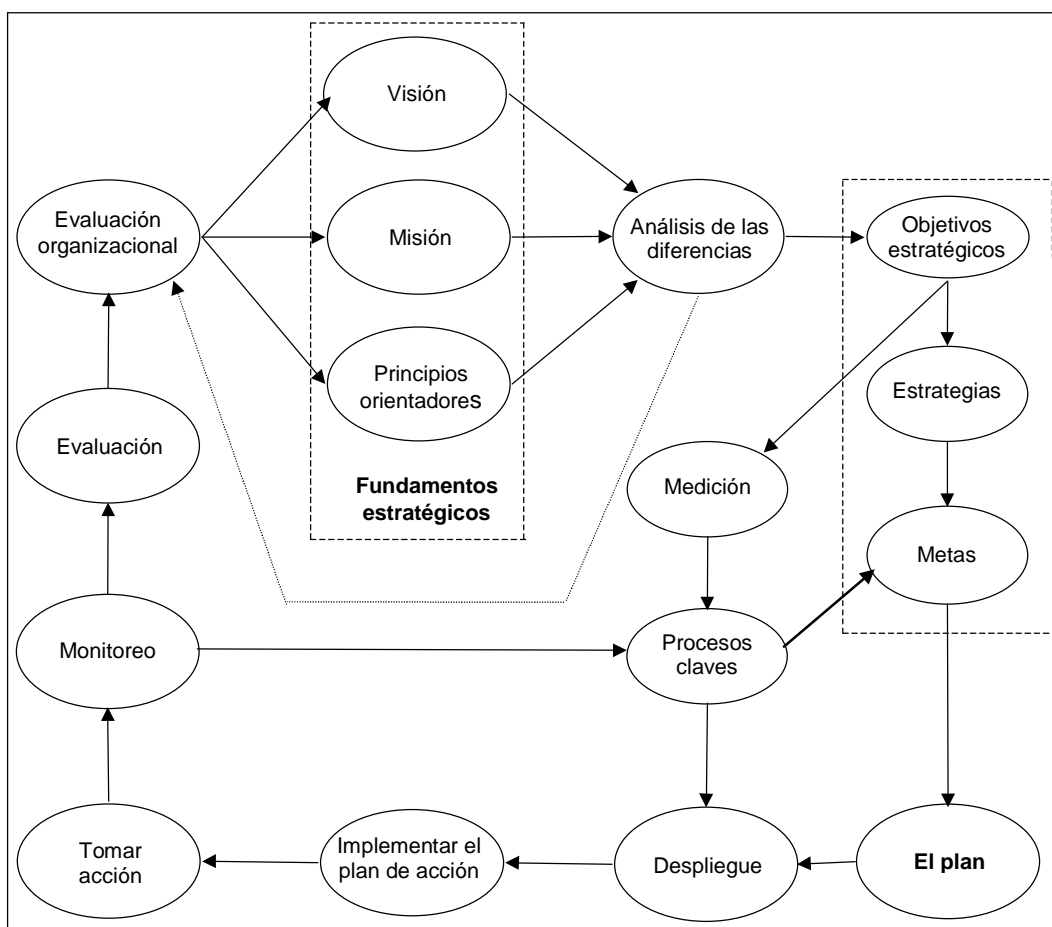 Visión
Evaluación
organizacional
Misión
Análisis de las
diferencias
Objetivos
estratégicos
Principios
orientadores
Estrategias
Evaluación
Fundamentos
estratégicos
Medición
Metas
Monitoreo
Procesos
claves
Tomar
acción
Implementar el
plan de acción
Despliegue
El plan